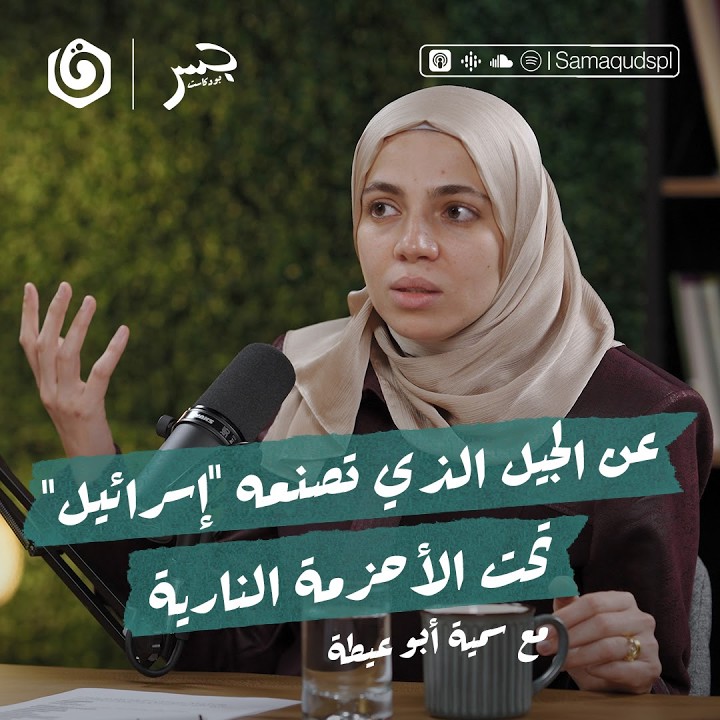 جسر
بودكاست
| Samaqudspl
عن الجيل الذي تصنعه "إسرائيل"
تحت الأحزمة النارية
مع سمية أبو عيطة